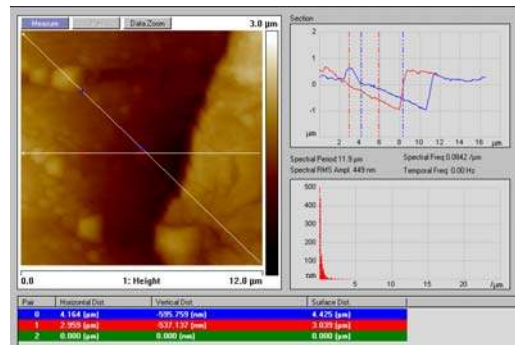 Measure Data Zoom 3.0 µm
0.0 1: Height 12.0 µm
Section
2
1
0
-1
µm
0 2 4 6 8 10 12 14 16 µm
Spectral Period 11.9 µm Spectral Freq 0.0842 /µm
Spectral RMS Ampl. 449 nm Temporal Freq 0.00 Hz
500
400
300
200
100
nm
5 15 23 /µm
Pair Horizontal Dist. Vertical Dist. Surface Dist.
0 4.164 (µm) -595.759 (nm) 4.425 (µm)
1 2.959 (µm) -537.137 (nm) 3.039 (µm)
2 0.000 (µm) 0.000 (nm) 0.000 (µm)